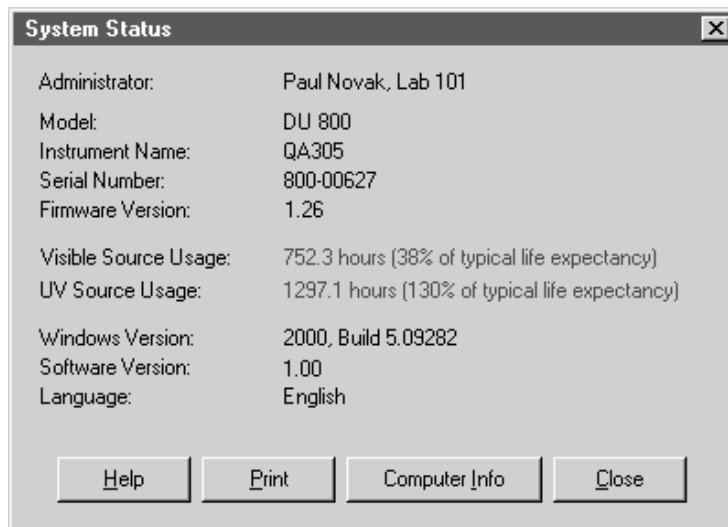 System Status
Administrator: Paul Novak, Lab 101
Model: DU 800
Instrument Name: QA305
Serial Number: 800-00627
Firmware Version: 1.26
Visible Source Usage: 752.3 hours (38% of typical life expectancy)
UV Source Usage: 1297.1 hours (130% of typical life expectancy)
Windows Version: 2000, Build 5.09282
Software Version: 1.00
Language: English
Help Print Computer Info Close